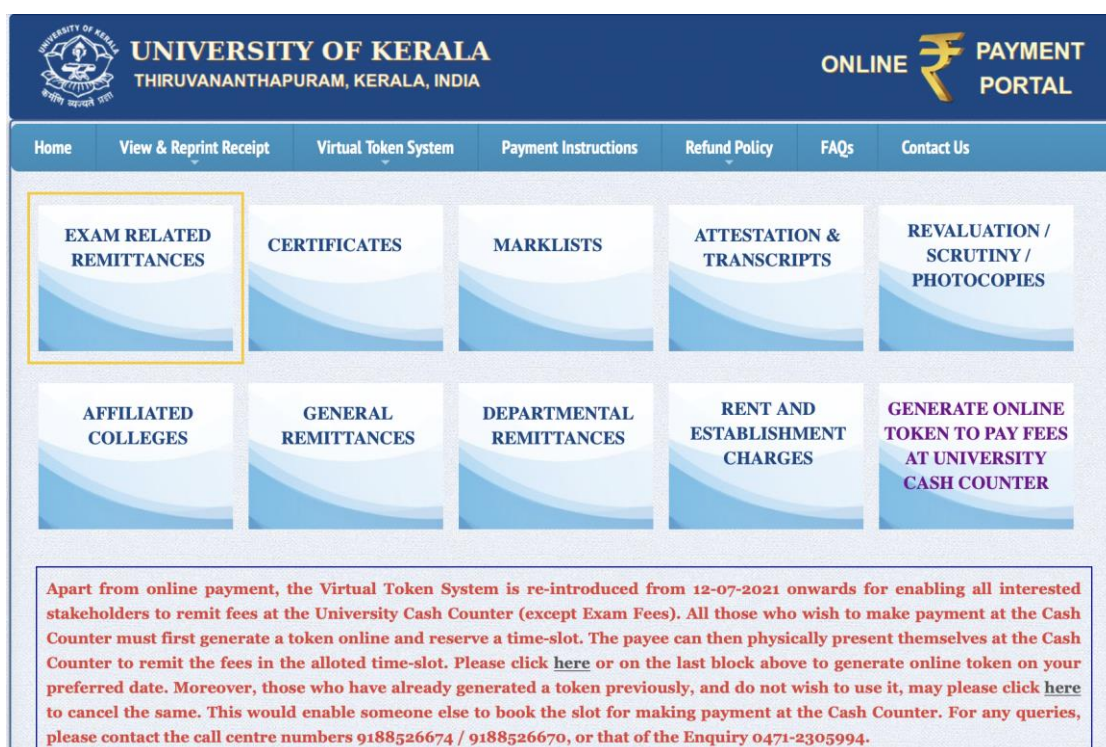 UNIVERSITY OF KERALA
THIRUVANANTHAPURAM, KERALA, INDIA
ONLINE ₹ PAYMENT
PORTAL
Home View & Reprint Receipt Virtual Token System Payment Instructions Refund Policy FAQs Contact Us
EXAM RELATED
REMITTANCES
CERTIFICATES
MARKLISTS
ATTESTATION &
TRANSCRIPTS
REVALUATION /
SCRUTINY /
PHOTOCOPIES
AFFILIATED
COLLEGES
GENERAL
REMITTANCES
DEPARTMENTAL
REMITTANCES
RENT AND
ESTABLISHMENT
CHARGES
GENERATE ONLINE
TOKEN TO PAY FEES
AT UNIVERSITY
CASH COUNTER
Apart from online payment, the Virtual Token System is re-introduced from 12-07-2021 onwards for enabling all interested
stakeholders to remit fees at the University Cash Counter (except Exam Fees). All those who wish to make payment at the Cash
Counter must first generate a token online and reserve a time-slot. The payee can then physically present themselves at the Cash
Counter to remit the fees in the alloted time-slot. Please click here or on the last block above to generate online token on your
preferred date. Moreover, those who have already generated a token previously, and do not wish to use it, may please click here
to cancel the same. This would enable someone else to book the slot for making payment at the Cash Counter. For any queries,
please contact the call centre numbers 9188526674 / 9188526670, or that of the Enquiry 0471-2305994.